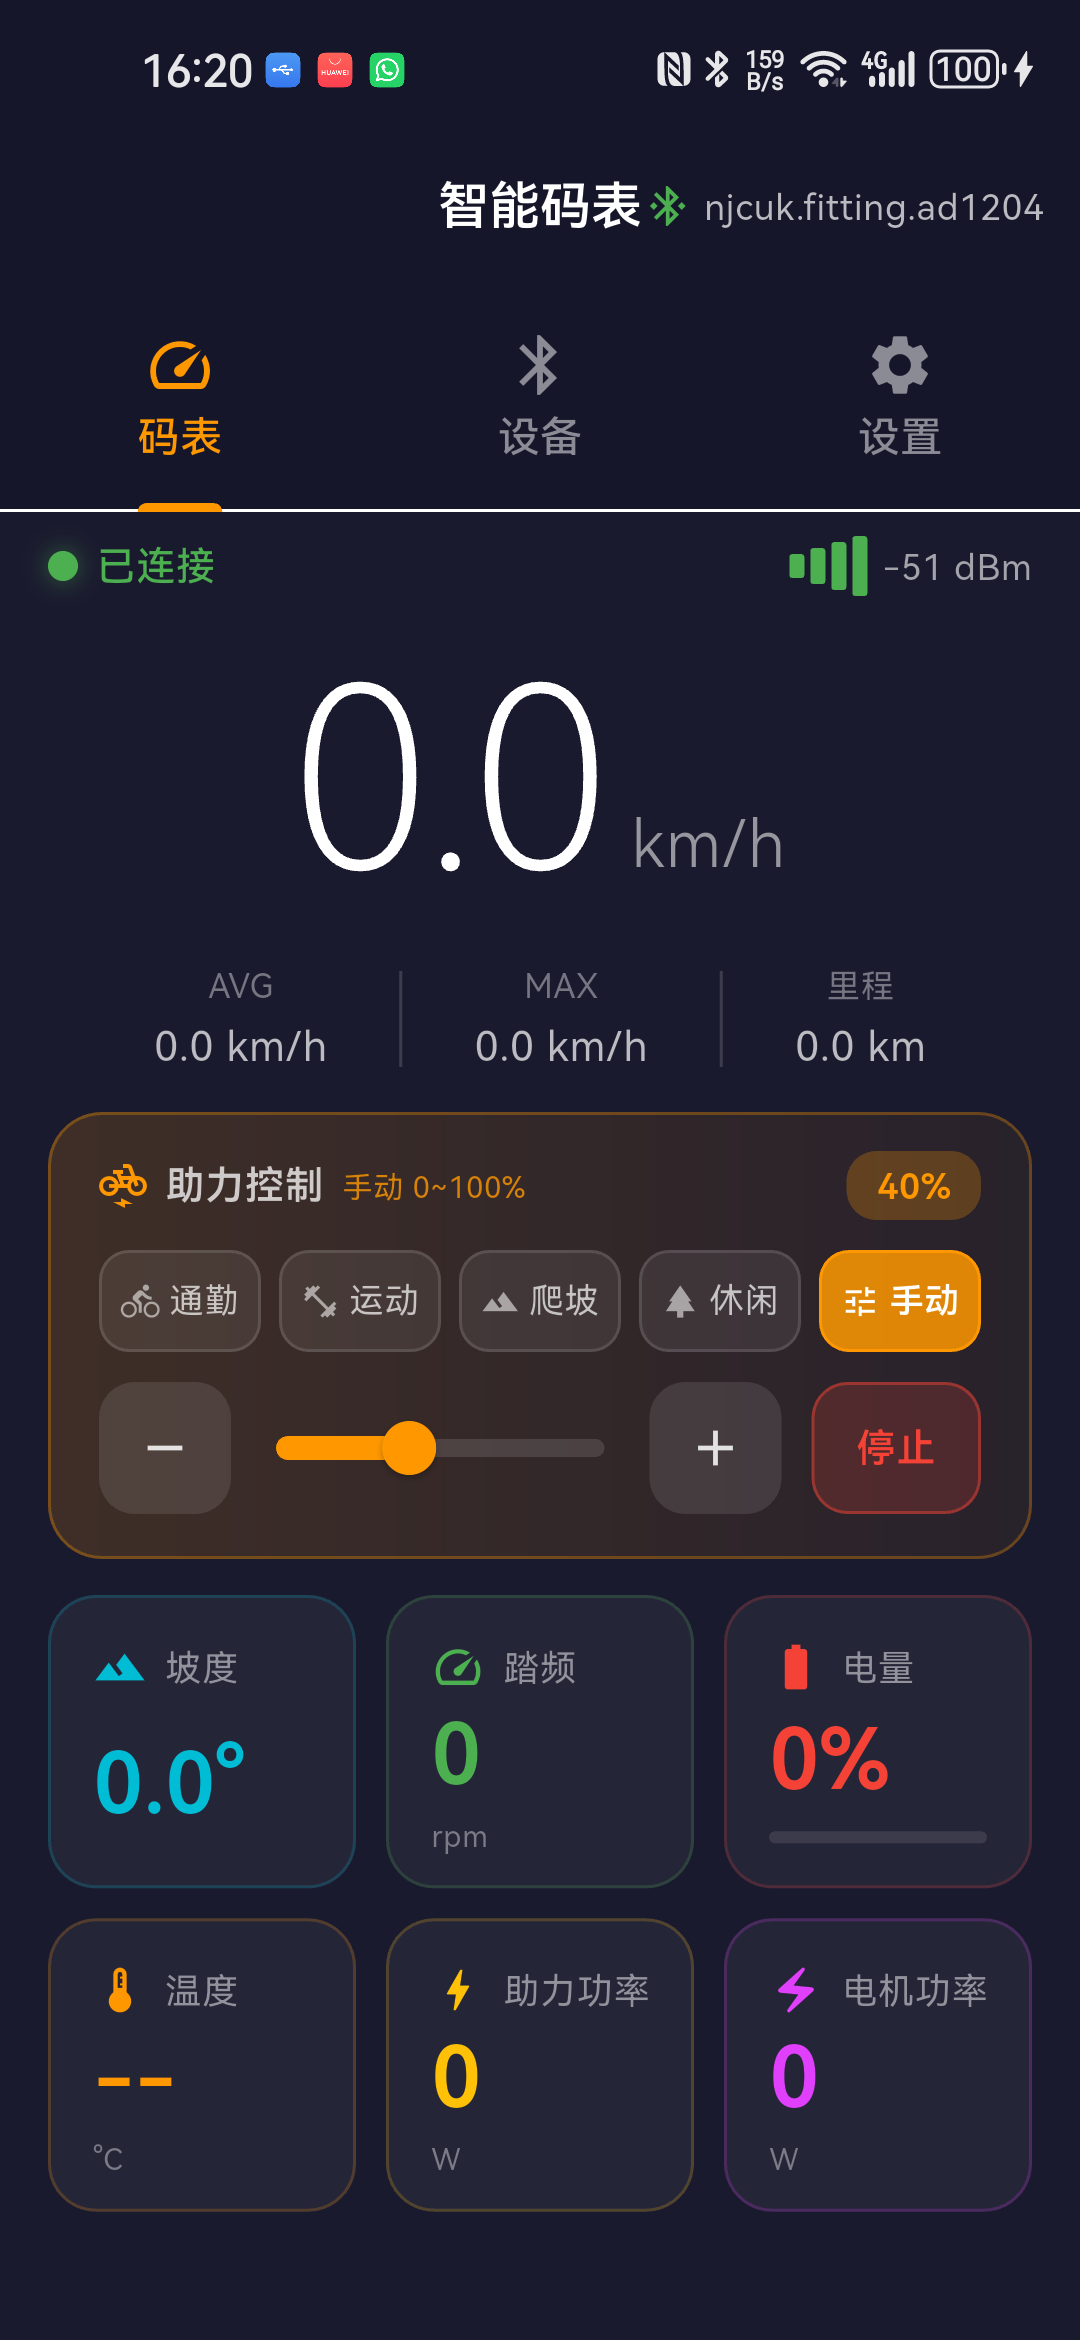 16:20
HUAWEI
159 B/s
4G
100
智能码表 njcuk.fitting.ad1204
码表 设备 设置
已连接 -51 dBm
0.0 km/h
AVG MAX 里程
0.0 km/h 0.0 km/h 0.0 km
助力控制 手动 0~100% 40%
通勤 运动 爬坡 休闲 手动
− + 停止
坡度 踏频 电量
0.0° 0 0%
rpm
温度 助力功率 电机功率
-- 0 0
°C W W